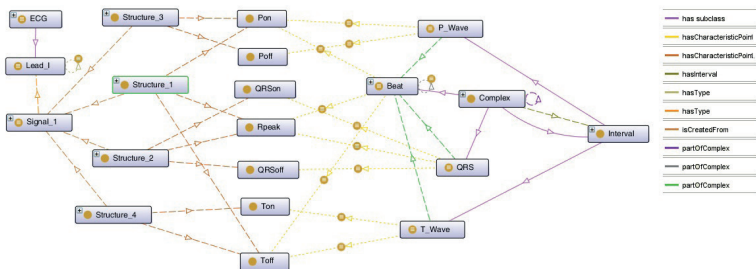 ECG
Structure_3
Pon
P_Wave
Lead_I
Poff
Structure_1
QRSon
Beat
Complex
Signal_1
Rpeak
Interval
Structure_2
QRSoff
QRS
Structure_4
Ton
T_Wave
Toff
has subclass
hasCharacteristicPoint
hasCharacteristicPoint
hasInterval
hasType
hasType
isCreatedFrom
partOfComplex
partOfComplex
partOfComplex